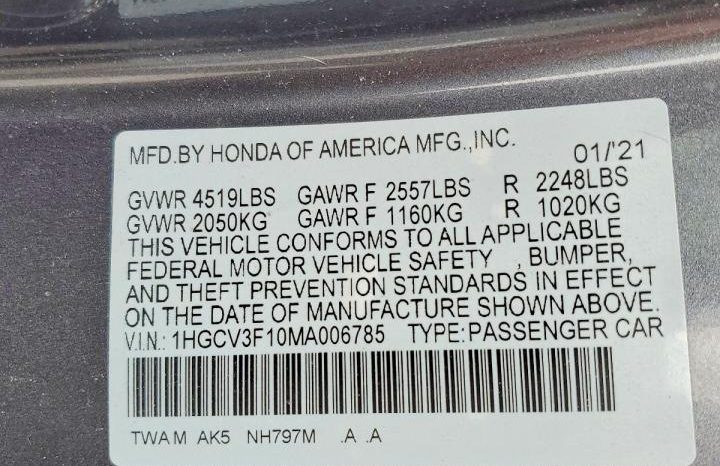 MFD.BY HONDA OF AMERICA MFG.,INC. 01/'21
GVWR 4519LBS GAWR F 2557LBS R 2248LBS
GVWR 2050KG GAWR F 1160KG R 1020KG
THIS VEHICLE CONFORMS TO ALL APPLICABLE
FEDERAL MOTOR VEHICLE SAFETY , BUMPER,
AND THEFT PREVENTION STANDARDS IN EFFECT
ON THE DATE OF MANUFACTURE SHOWN ABOVE.
V.I.N.: 1HGCV3F10MA006785 TYPE:PASSENGER CAR
TWAM AK5 NH797M .A .A